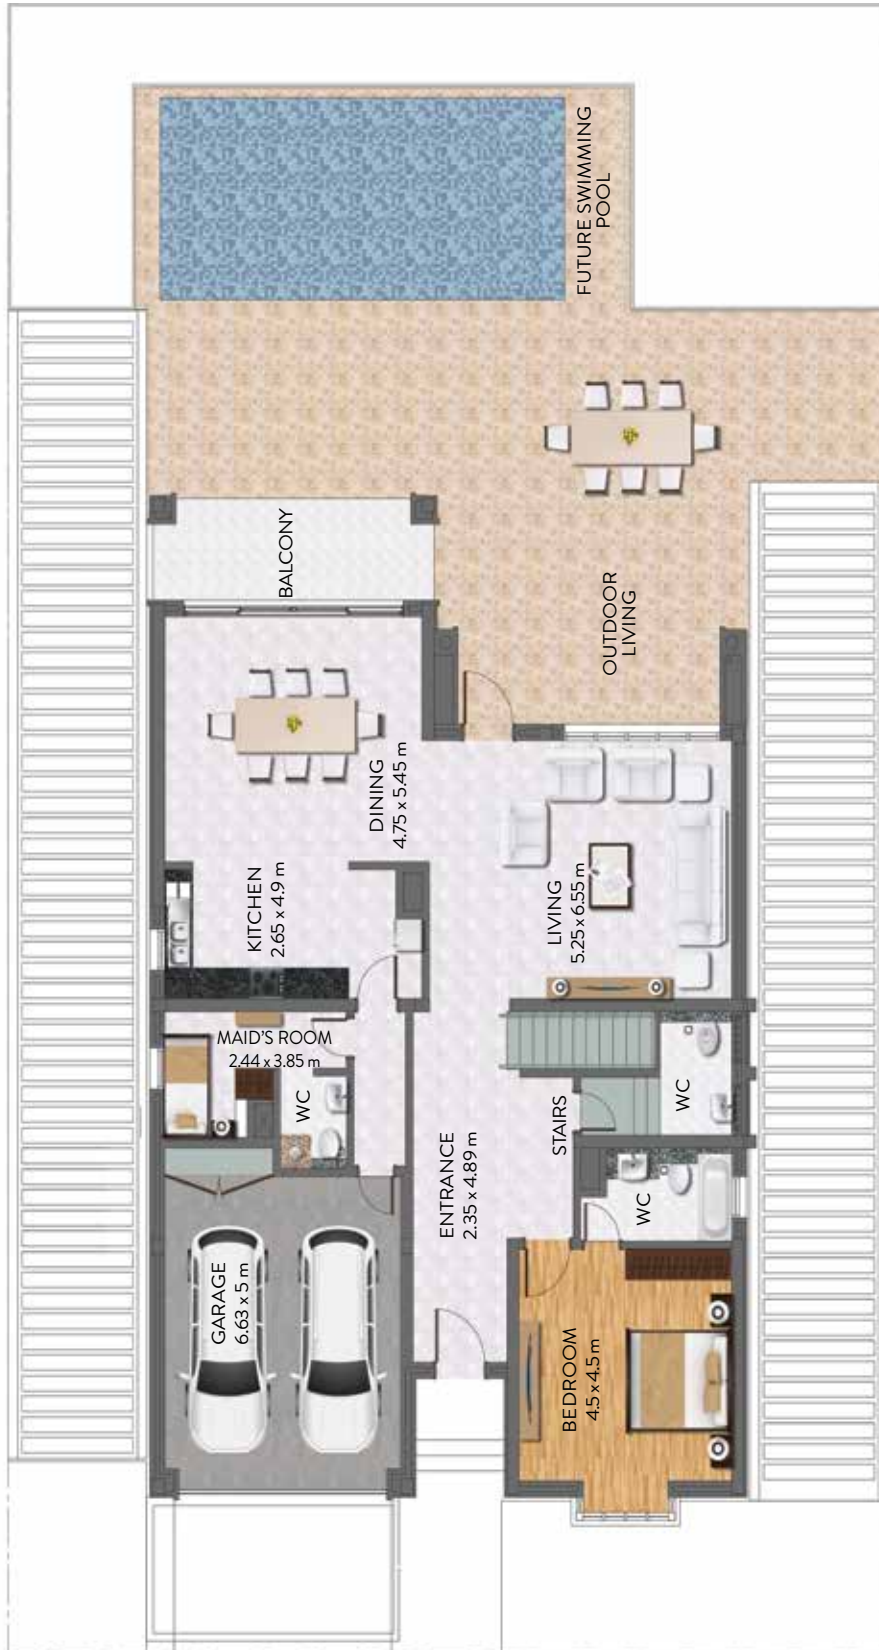 FUTURE SWIMMING
POOL
BALCONY
OUTDOOR
LIVING
DINING
4.75 x 5.45 m
KITCHEN
2.65 x 4.9 m
LIVING
5.25 x 6.55 m
MAID'S ROOM
2.44 x 3.85 m
WC
STAIRS
WC
ENTRANCE
2.35 x 4.89 m
WC
GARAGE
6.63 x 5 m
BEDROOM
4.5 x 4.5 m